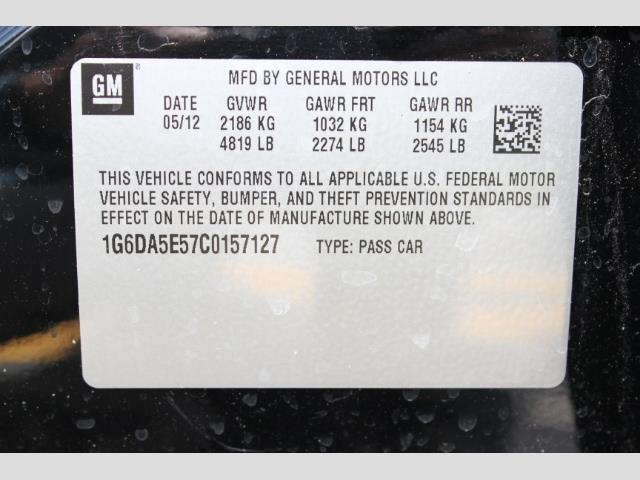 GM ®
MFD BY GENERAL MOTORS LLC
DATE GVWR GAWR FRT GAWR RR
05/12 2186 KG 1032 KG 1154 KG
4819 LB 2274 LB 2545 LB
THIS VEHICLE CONFORMS TO ALL APPLICABLE U.S. FEDERAL MOTOR
VEHICLE SAFETY, BUMPER, AND THEFT PREVENTION STANDARDS IN
EFFECT ON THE DATE OF MANUFACTURE SHOWN ABOVE.
1G6DA5E57C0157127 TYPE: PASS CAR